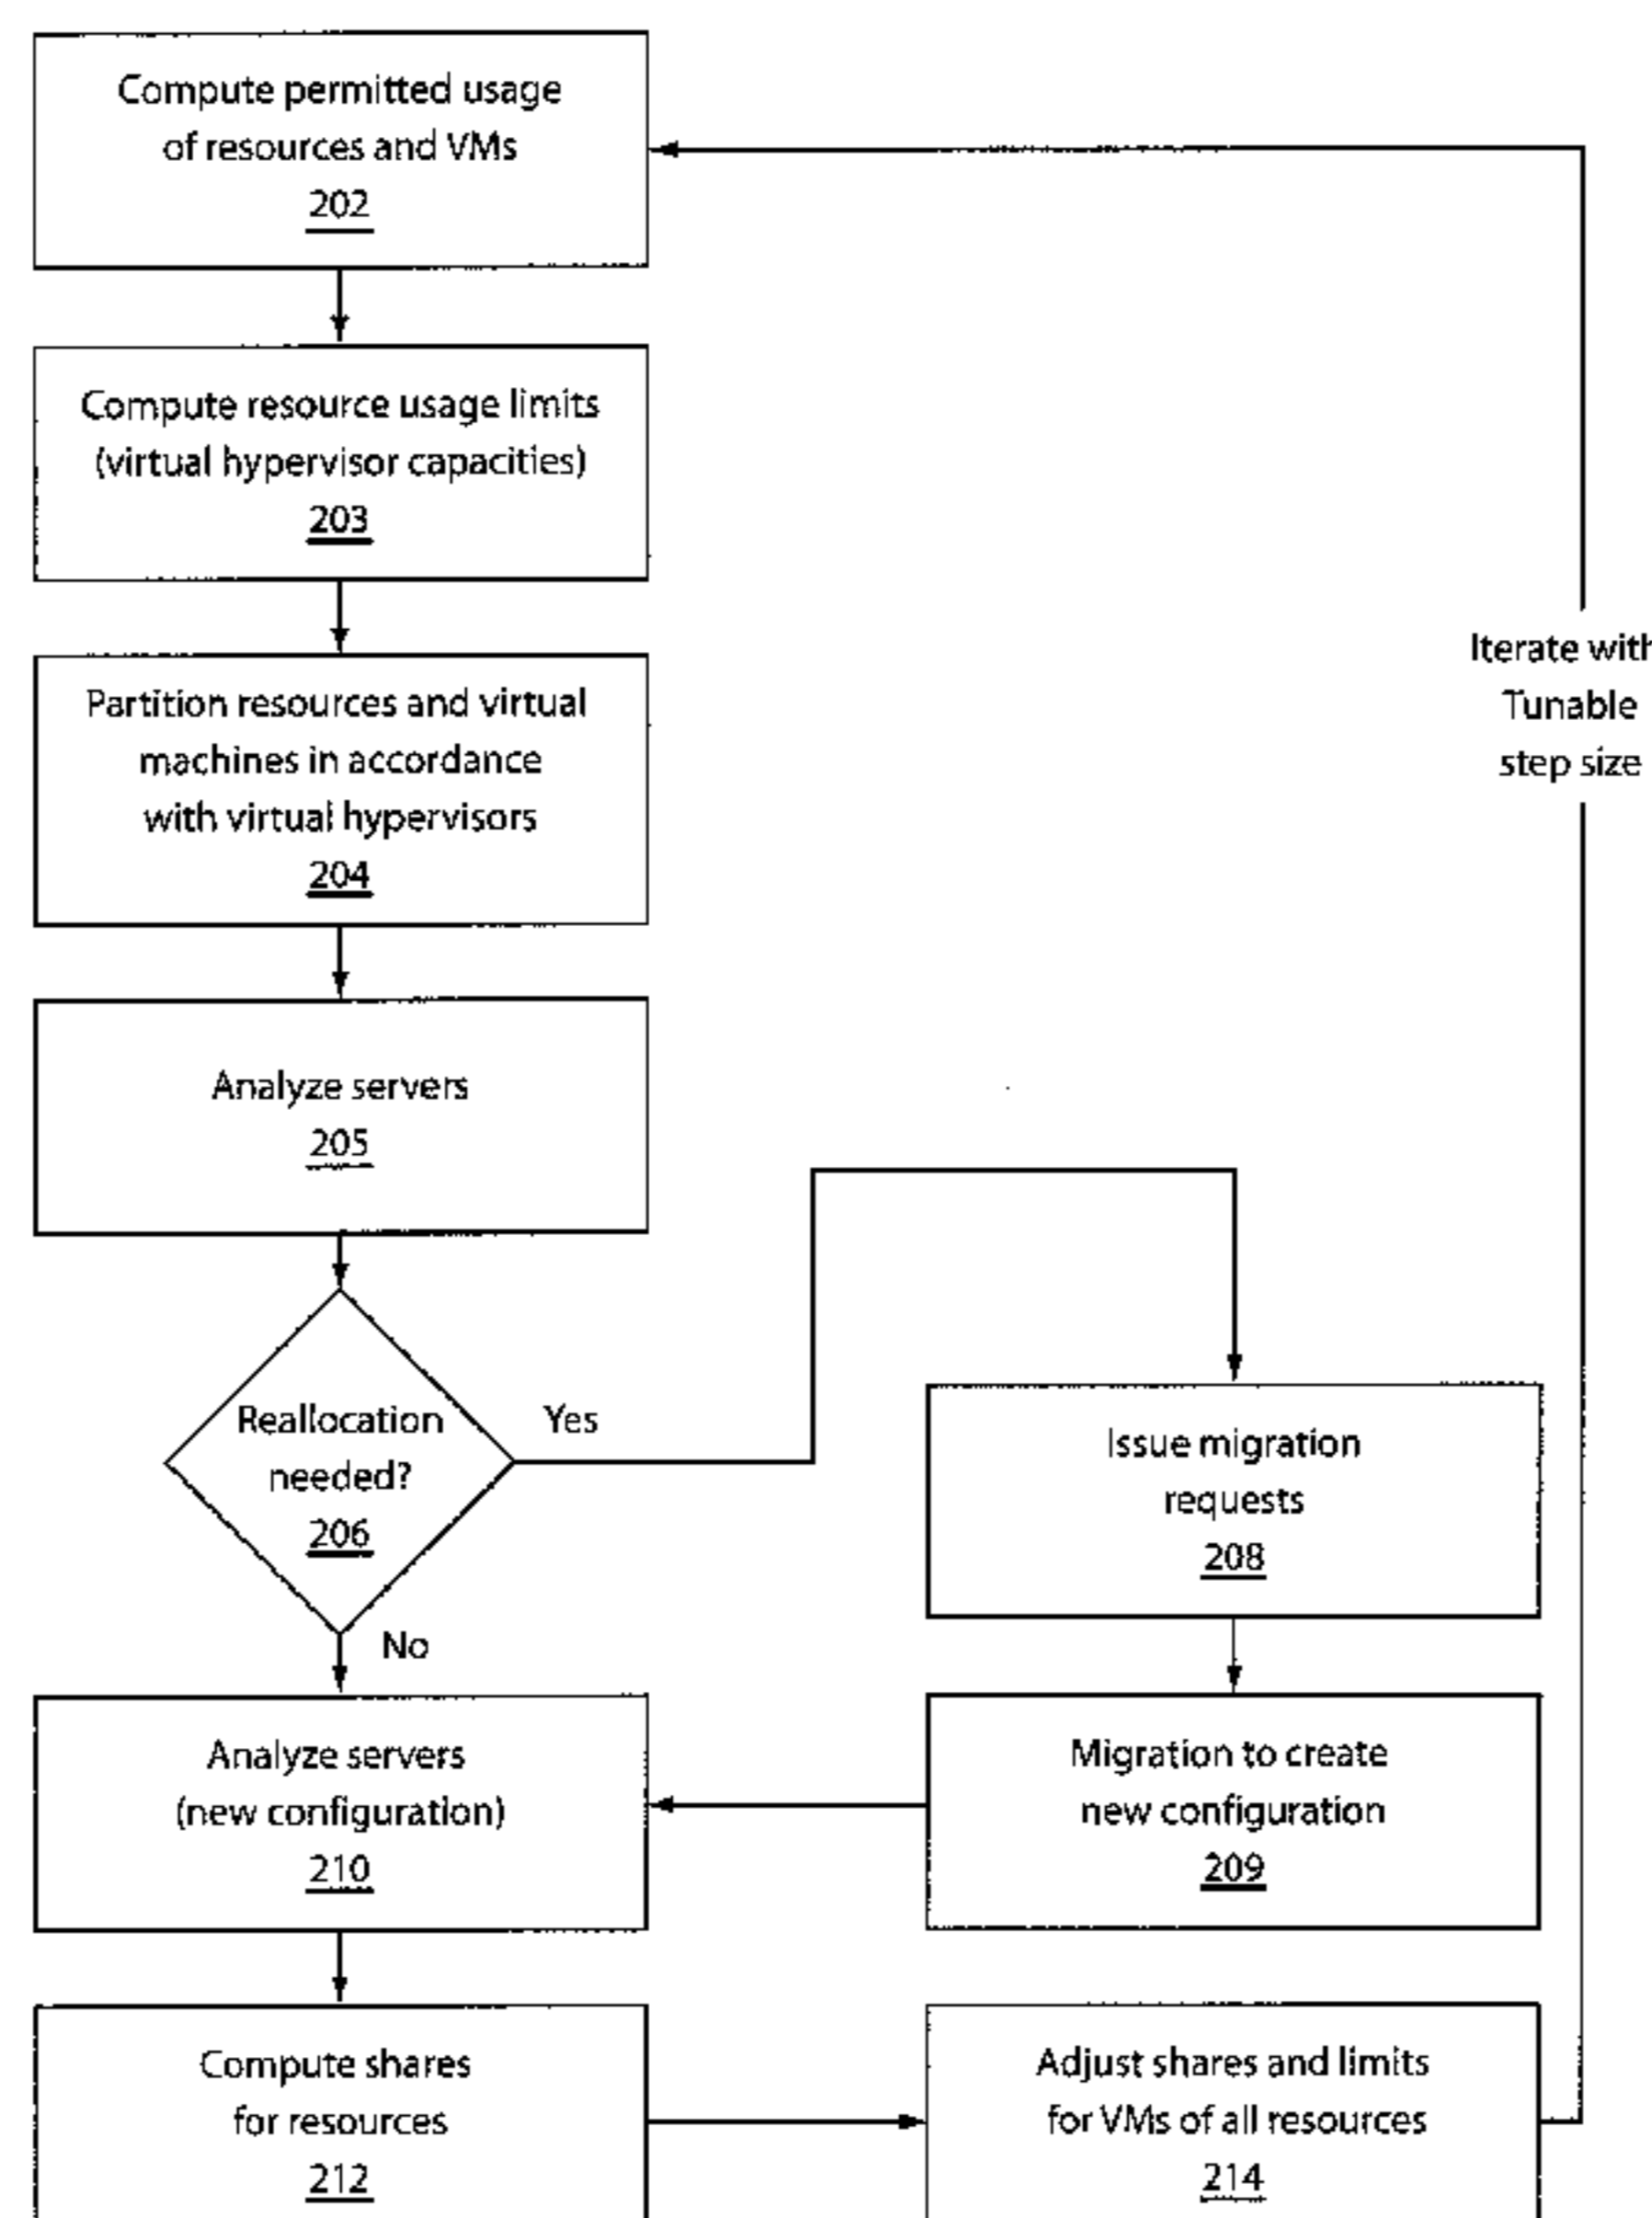 Compute permitted usage
of resources and VMs
202
Compute resource usage limits
(virtual hypervisor capacities)
203
Partition resources and virtual
machines in accordance
with virtual hypervisors
204
Iterate with
Tunable
step size
Analyze servers
205
Reallocation
needed?
206
Yes
No
Issue migration
requests
208
Migration to create
new configuration
209
Analyze servers
(new configuration)
210
Compute shares
for resources
212
Adjust shares and limits
for VMs of all resources
214